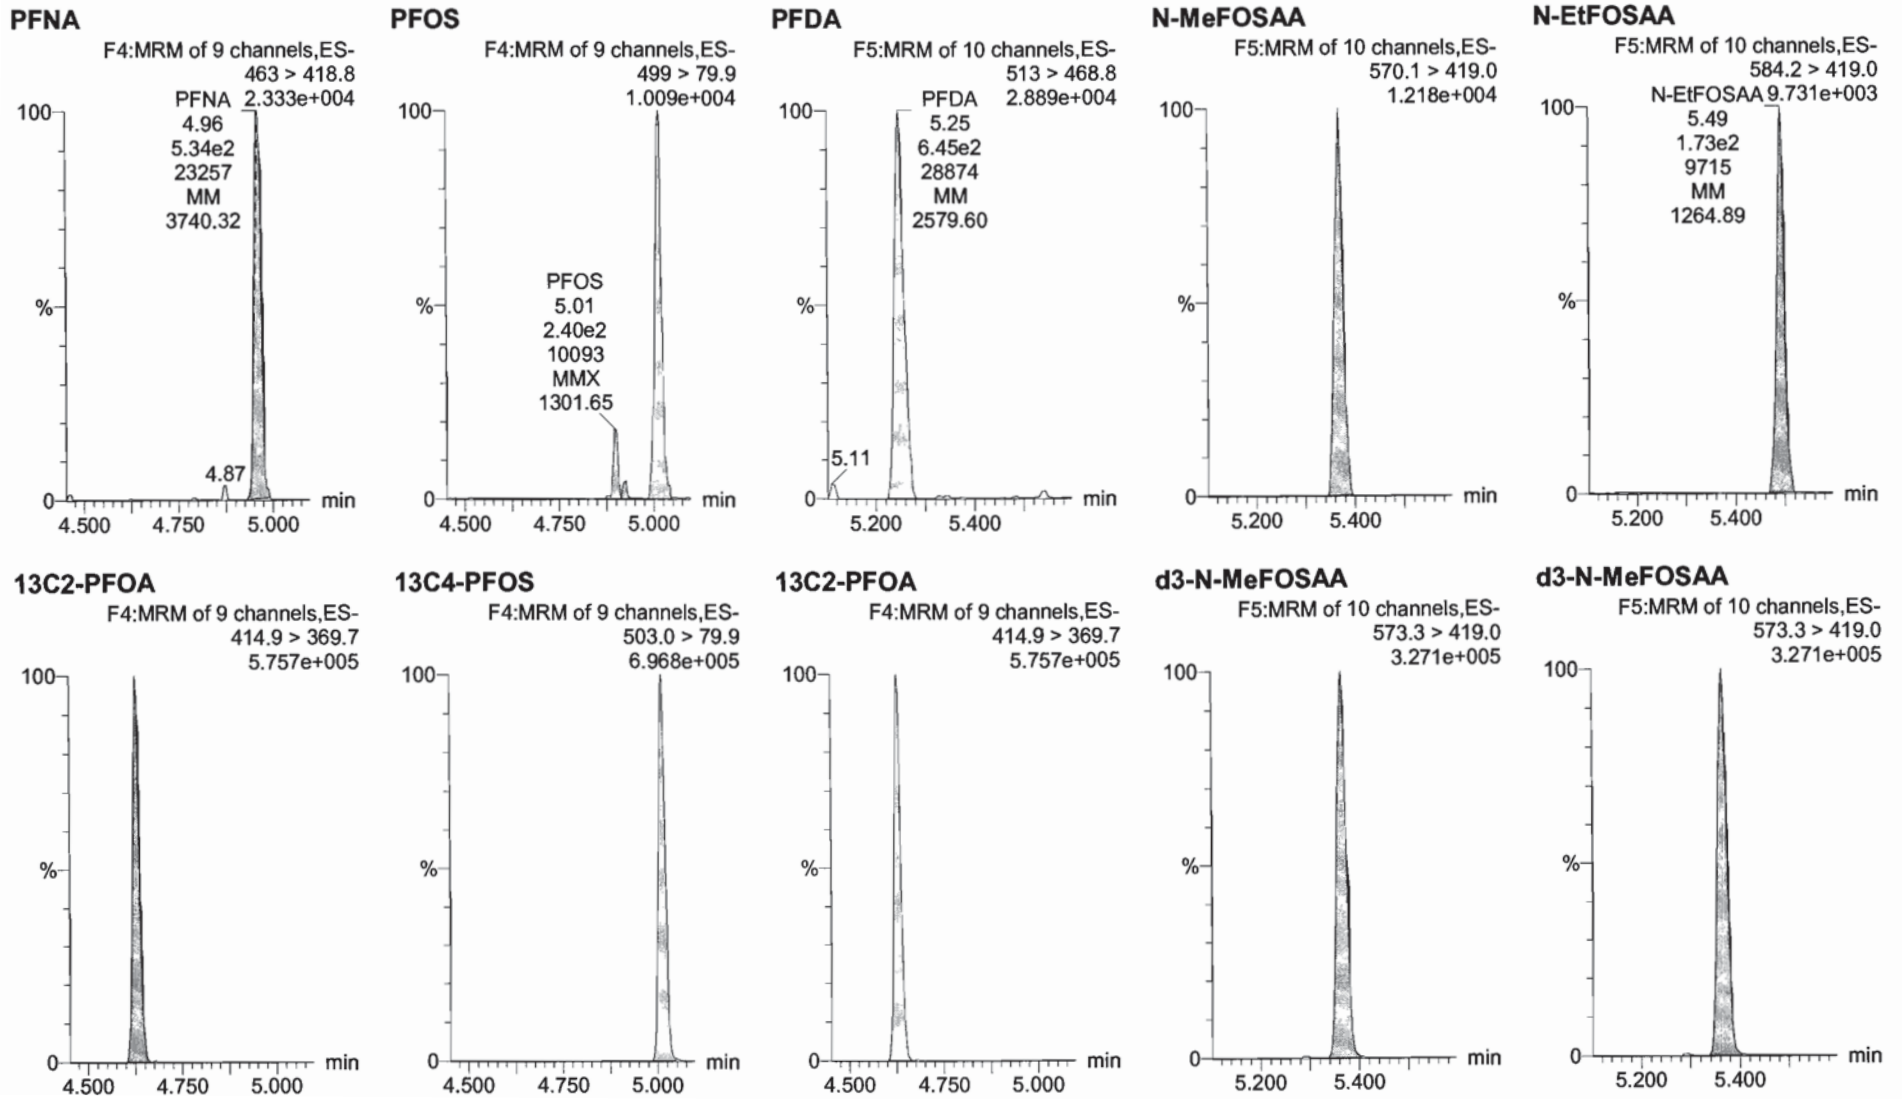 PFNA
F4:MRM of 9 channels,ES-
463 > 418.8
PFNA 2.333e+004
4.96
5.34e2
23257
MM
3740.32
100
%
0
4.87
4.500 4.750 5.000
min
PFOS
F4:MRM of 9 channels,ES-
499 > 79.9
1.009e+004
100
PFOS
5.01
2.40e2
10093
MMX
1301.65
%
0
4.500 4.750 5.000
min
PFDA
F5:MRM of 10 channels,ES-
513 > 468.8
PFDA 2.889e+004
5.25
6.45e2
28874
MM
2579.60
100
%
0
5.11
5.200 5.400
min
N-MeFOSAA
F5:MRM of 10 channels,ES-
570.1 > 419.0
1.218e+004
100
%
0
5.200 5.400
min
N-EtFOSAA
F5:MRM of 10 channels,ES-
584.2 > 419.0
N-EtFOSAA 9.731e+003
5.49
1.73e2
9715
MM
1264.89
100
%
0
5.200 5.400
min
13C2-PFOA
F4:MRM of 9 channels,ES-
414.9 > 369.7
5.757e+005
100
%
0
4.500 4.750 5.000
min
13C4-PFOS
F4:MRM of 9 channels,ES-
503.0 > 79.9
6.968e+005
100
%
0
4.500 4.750 5.000
min
13C2-PFOA
F4:MRM of 9 channels,ES-
414.9 > 369.7
5.757e+005
100
%
0
4.500 4.750 5.000
min
d3-N-MeFOSAA
F5:MRM of 10 channels,ES-
573.3 > 419.0
3.271e+005
100
%
0
5.200 5.400
min
d3-N-MeFOSAA
F5:MRM of 10 channels,ES-
573.3 > 419.0
3.271e+005
100
%
0
5.200 5.400
min